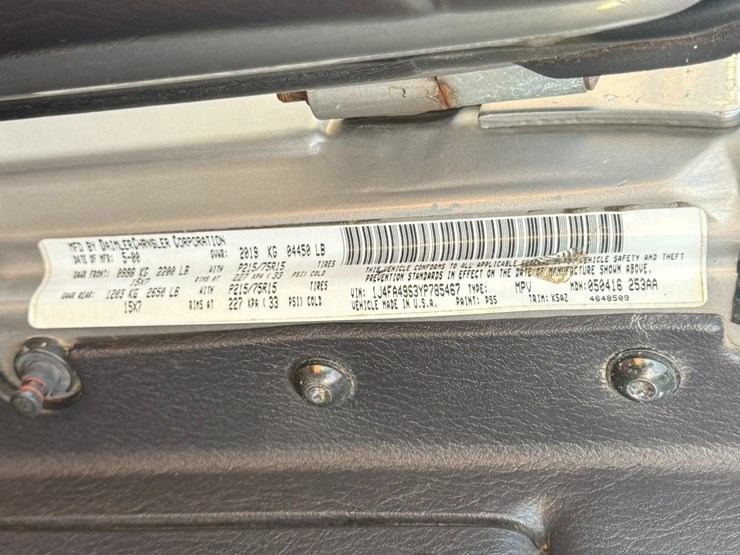 MFD BY DAIMLERCHRYSLER CORPORATION
DATE OF MFR: 5-00 GVWR: 2019 KG 04450 LB
GAWR FRONT: 0998 KG 2200 LB WITH P215/75R15 TIRES
15X7 RIMS AT 227 KPA ( 33 PSI) COLD
GAWR REAR: 1203 KG 2650 LB WITH P215/75R15 TIRES
15X7 RIMS AT 227 KPA ( 33 PSI) COLD
THIS VEHICLE CONFORMS TO ALL APPLICABLE VEHICLE SAFETY AND THEFT
PREVENTION STANDARDS IN EFFECT ON THE DATE OF MANUFACTURE SHOWN ABOVE.
VIN: 1J4FA49S3YP785467 TYPE: MPV MDH: 050416 253AA
VEHICLE MADE IN U.S.A. PAINT: PS5 TRIM: K5AZ 4648509